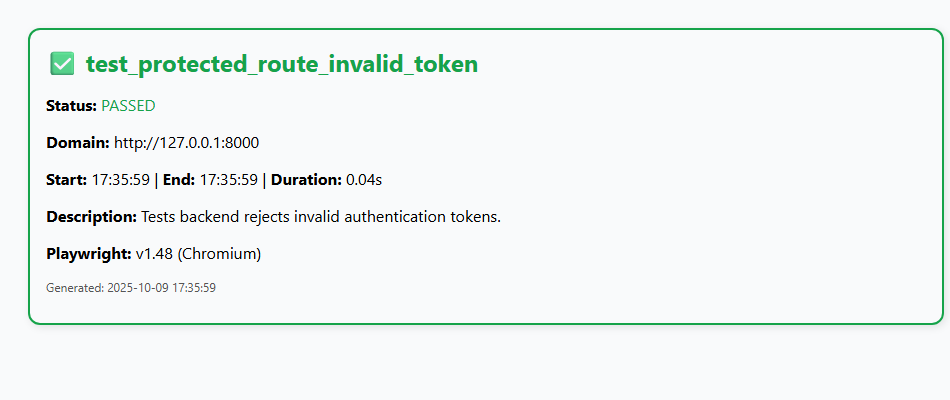 ✅ test_protected_route_invalid_token
Status: PASSED
Domain: http://127.0.0.1:8000
Start: 17:35:59 | End: 17:35:59 | Duration: 0.04s
Description: Tests backend rejects invalid authentication tokens.
Playwright: v1.48 (Chromium)
Generated: 2025-10-09 17:35:59